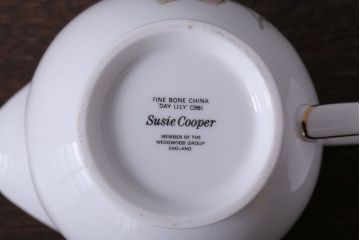 FINE BONE CHINA
'DAY LILY' C981
Susie Cooper
MEMBER OF THE
WEDGWOOD GROUP
ENGLAND